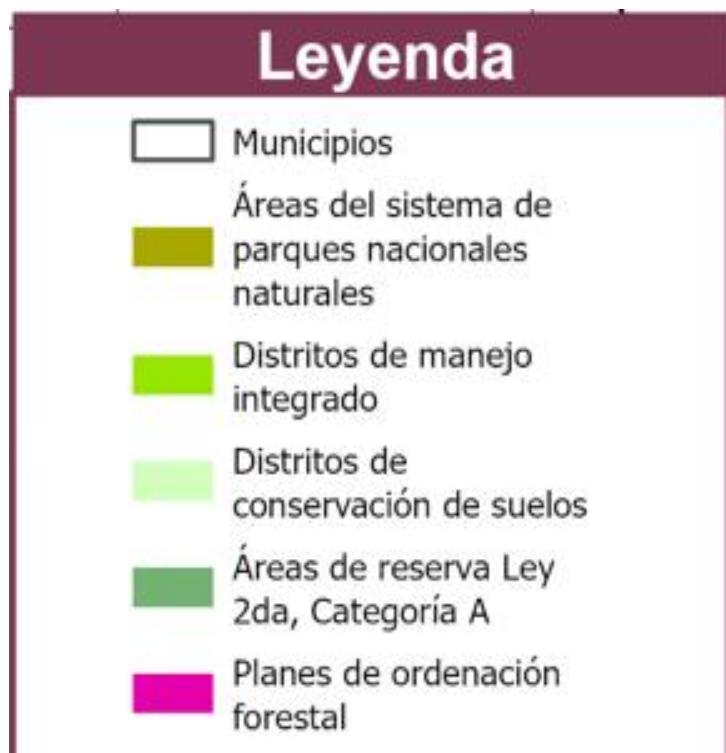 Leyenda
Municipios
Áreas del sistema de
parques nacionales
naturales
Distritos de manejo
integrado
Distritos de
conservación de suelos
Áreas de reserva Ley
2da, Categoría A
Planes de ordenación
forestal